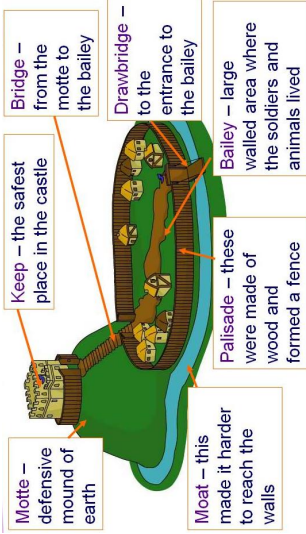 Motte –
defensive
mound of
earth
Keep – the safest
place in the castle
Bridge –
from the
motte to
the bailey
Drawbridge –
to the
entrance to
the bailey
Moat – this
made it harder
to reach the
walls
Palisade – these
were made of
wood and
formed a fence
Bailey – large
walled area where
the soldiers and
animals lived